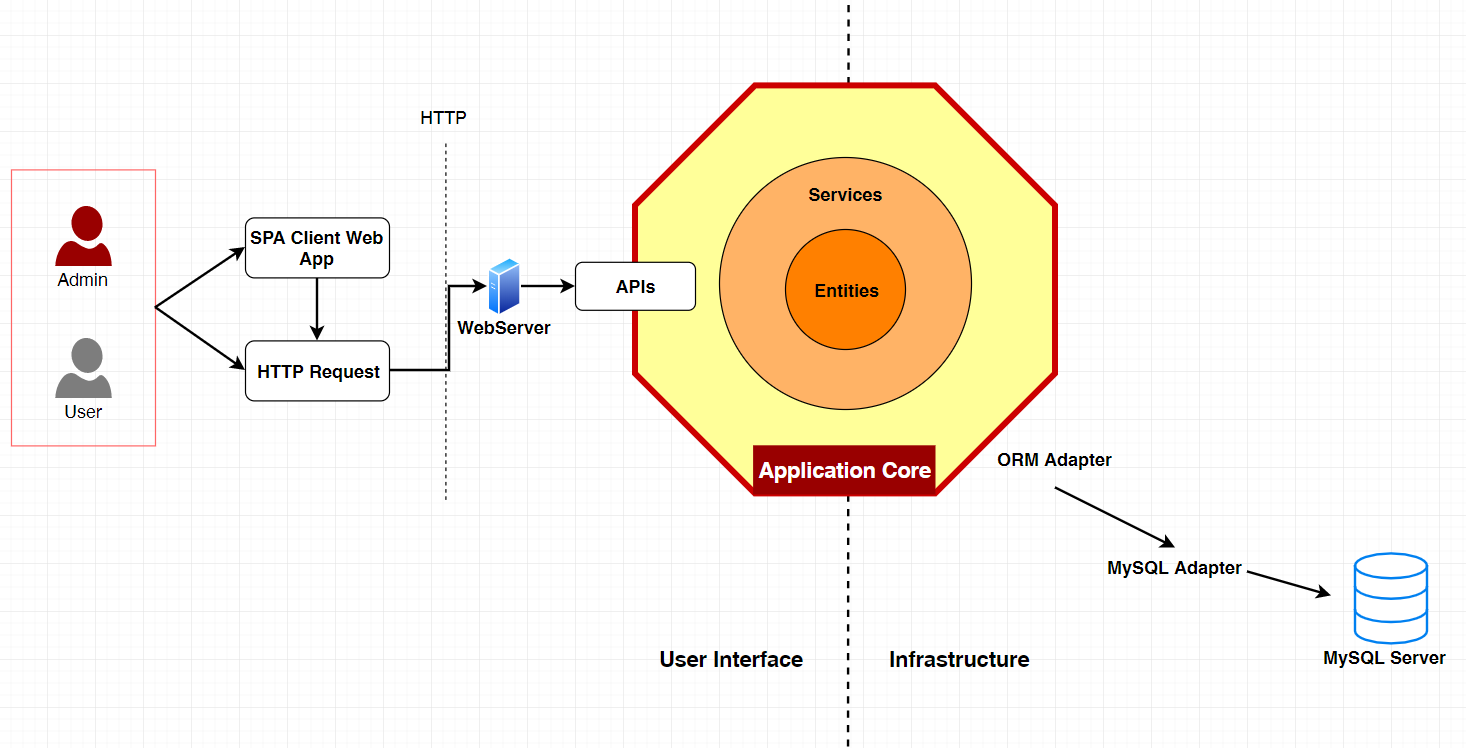 HTTP
Admin
User
SPA Client Web
App
HTTP Request
WebServer
APIs
Services
Entities
Application Core
ORM Adapter
MySQL Adapter
MySQL Server
User Interface
Infrastructure